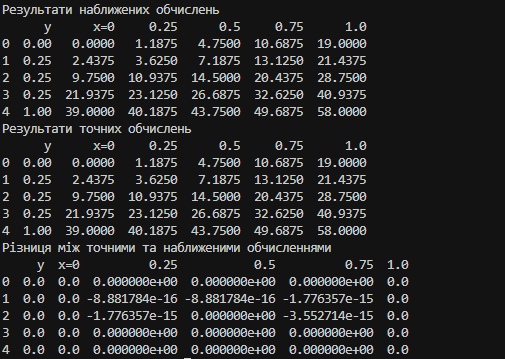 Результати наближених обчислень
y x=0 0.25 0.5 0.75 1.0
0 0.00 0.0000 1.1875 4.7500 10.6875 19.0000
1 0.25 2.4375 3.6250 7.1875 13.1250 21.4375
2 0.25 9.7500 10.9375 14.5000 20.4375 28.7500
3 0.25 21.9375 23.1250 26.6875 32.6250 40.9375
4 1.00 39.0000 40.1875 43.7500 49.6875 58.0000
Результати точних обчислень
y x=0 0.25 0.5 0.75 1.0
0 0.00 0.0000 1.1875 4.7500 10.6875 19.0000
1 0.25 2.4375 3.6250 7.1875 13.1250 21.4375
2 0.25 9.7500 10.9375 14.5000 20.4375 28.7500
3 0.25 21.9375 23.1250 26.6875 32.6250 40.9375
4 1.00 39.0000 40.1875 43.7500 49.6875 58.0000
Різниця між точними та наближеними обчисленнями
y x=0 0.25 0.5 0.75 1.0
0 0.0 0.0 0.000000e+00 0.000000e+00 0.000000e+00 0.0
1 0.0 0.0 -8.881784e-16 -8.881784e-16 -1.776357e-15 0.0
2 0.0 0.0 -1.776357e-15 0.000000e+00 -3.552714e-15 0.0
3 0.0 0.0 0.000000e+00 0.000000e+00 0.000000e+00 0.0
4 0.0 0.0 0.000000e+00 0.000000e+00 0.000000e+00 0.0